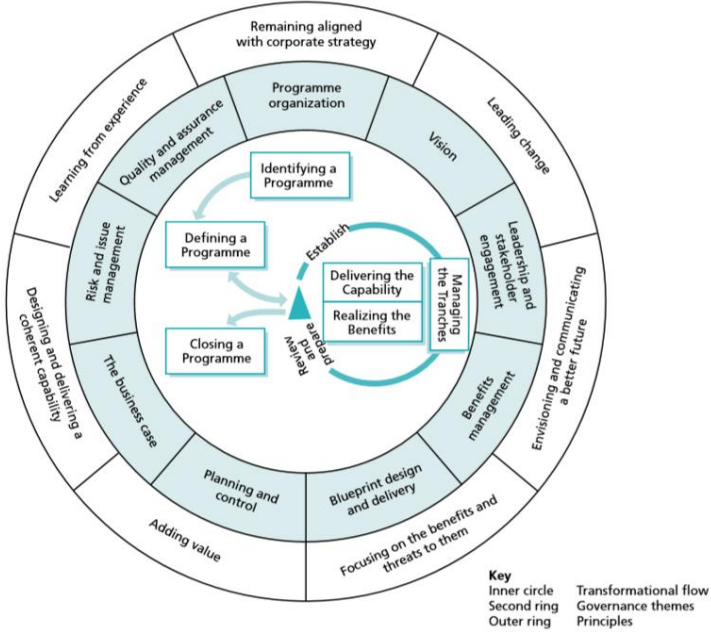 Remaining aligned
with corporate strategy
Leading change
Envisioning and communicating
a better future
Focusing on the benefits and
threats to them
Adding value
Designing and delivering a
coherent capability
Learning from experience
Programme
organization
Vision
Leadership and
stakeholder
engagement
Benefits
management
Blueprint design
and delivery
Planning and
control
The business case
Risk and issue
management
Quality and assurance
management
Identifying a
Programme
Defining a
Programme
Closing a
Programme
Establish
Delivering the
Capability
Realizing the
Benefits
Managing
the Tranches
Review
and
prepare
Key
Inner circle Transformational flow
Second ring Governance themes
Outer ring Principles